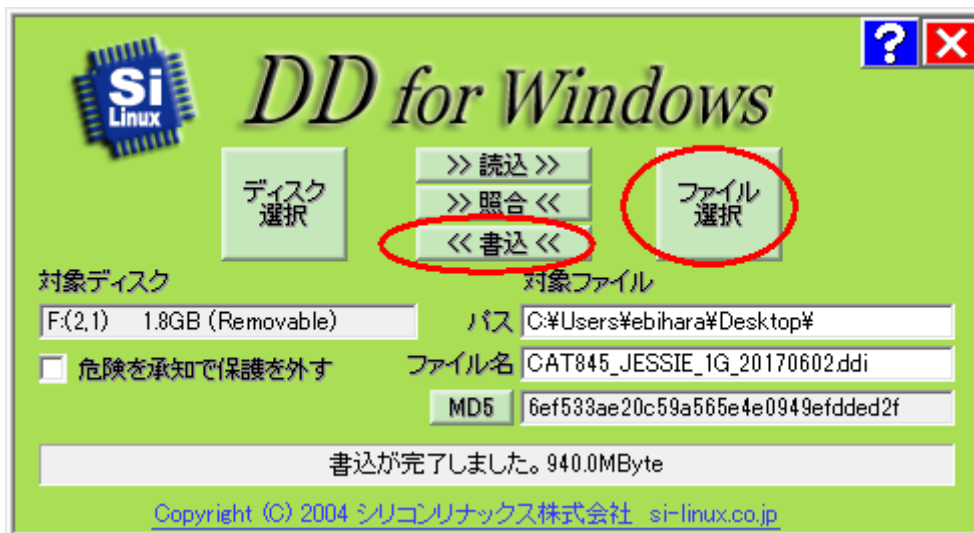 ? ×
Si
Linux
DD for Windows
ディスク
選択
>> 読込 >>
>> 照合 <<
<< 書込 <<
ファイル
選択
対象ディスク
対象ファイル
F:(2,1) 1.8GB (Removable)
パス C:¥Users¥ebihara¥Desktop¥
危険を承知で保護を外す
ファイル名 CAT845_JESSIE_1G_20170602.ddi
MD5 6ef533ae20c59a565e4e0949efdded2f
書込が完了しました。940.0MByte
Copyright (C) 2004 シリコンリナックス株式会社 si-linux.co.jp